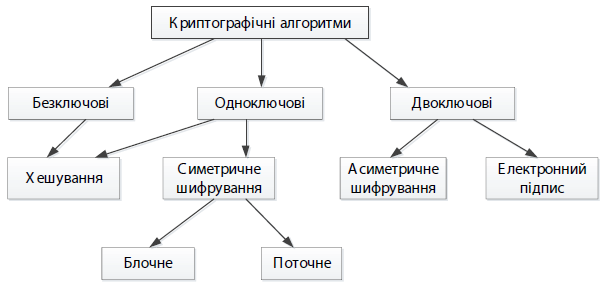 Криптографічні алгоритми
Безключові
Одноключові
Двоключові
Хешування
Симетричне
шифрування
Асиметричне
шифрування
Електронний
підпис
Блочне
Поточне